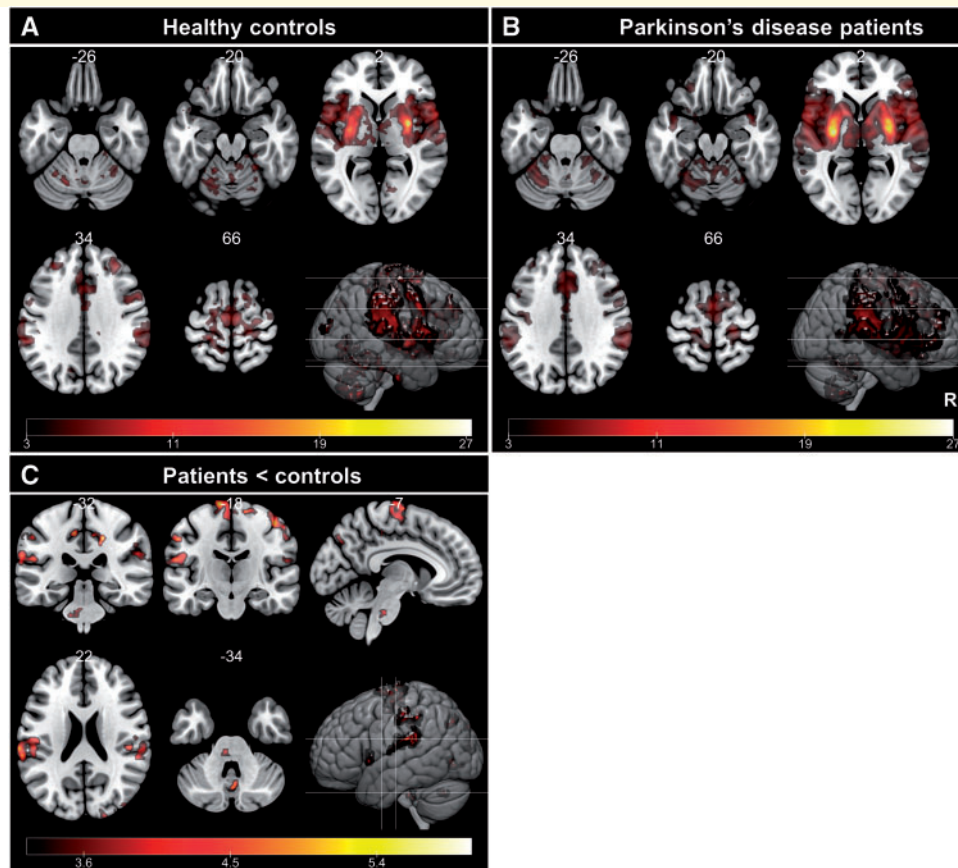 A Healthy controls
-26 -20 2
34 66
3 11 19 27
B Parkinson's disease patients
-26 -20 2
34 66
R
3 11 19 27
C Patients < controls
-32 -18 -7
22 -34
3.6 4.5 5.4